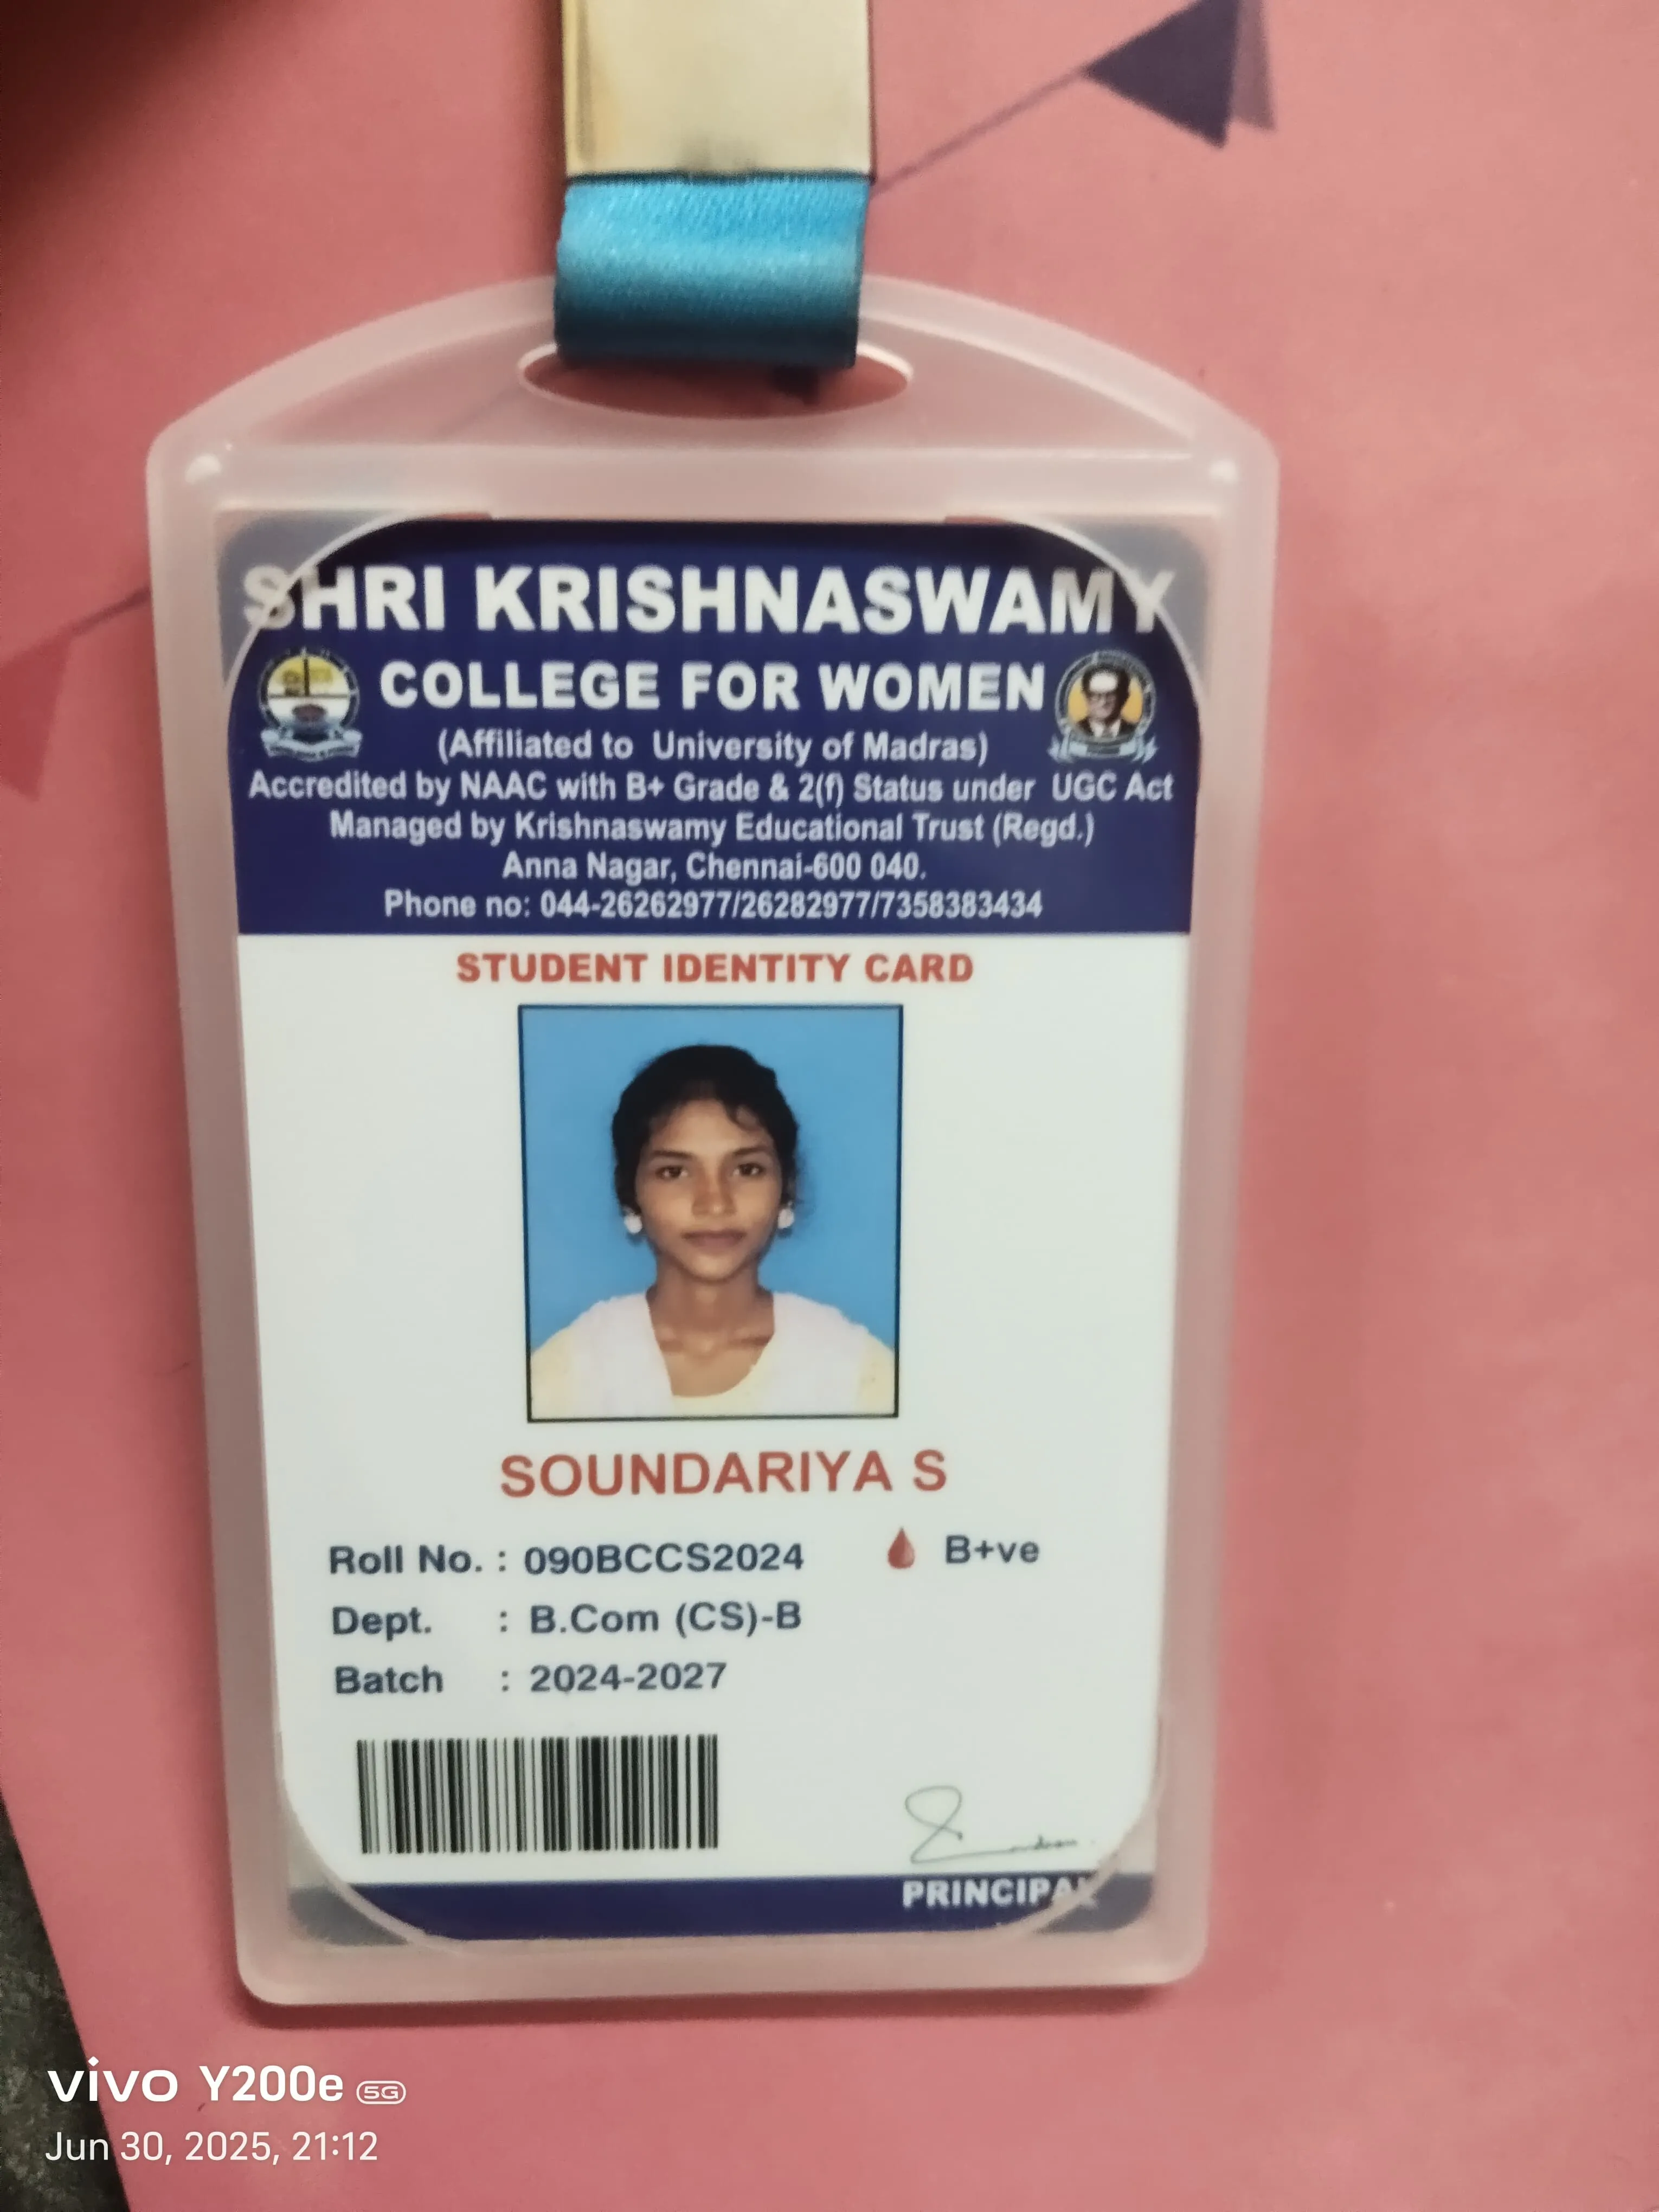 SHRI KRISHNASWAMY
COLLEGE FOR WOMEN
(Affiliated to University of Madras)
Accredited by NAAC with B+ Grade & 2(f) Status under UGC Act
Managed by Krishnaswamy Educational Trust (Regd.)
Anna Nagar, Chennai-600 040.
Phone no: 044-26262977/26282977/7358383434
STUDENT IDENTITY CARD
SOUNDARIYA S
Roll No. : 090BCCS2024 B+ve
Dept. : B.Com (CS)-B
Batch : 2024-2027
PRINCIPAL
vivo Y200e 5G
Jun 30, 2025, 21:12